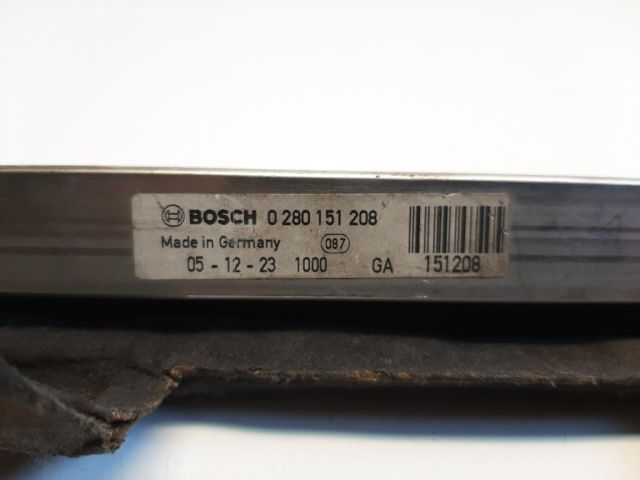 BOSCH 0 280 151 208
Made in Germany 087
05 - 12 - 23 1000 GA 151208